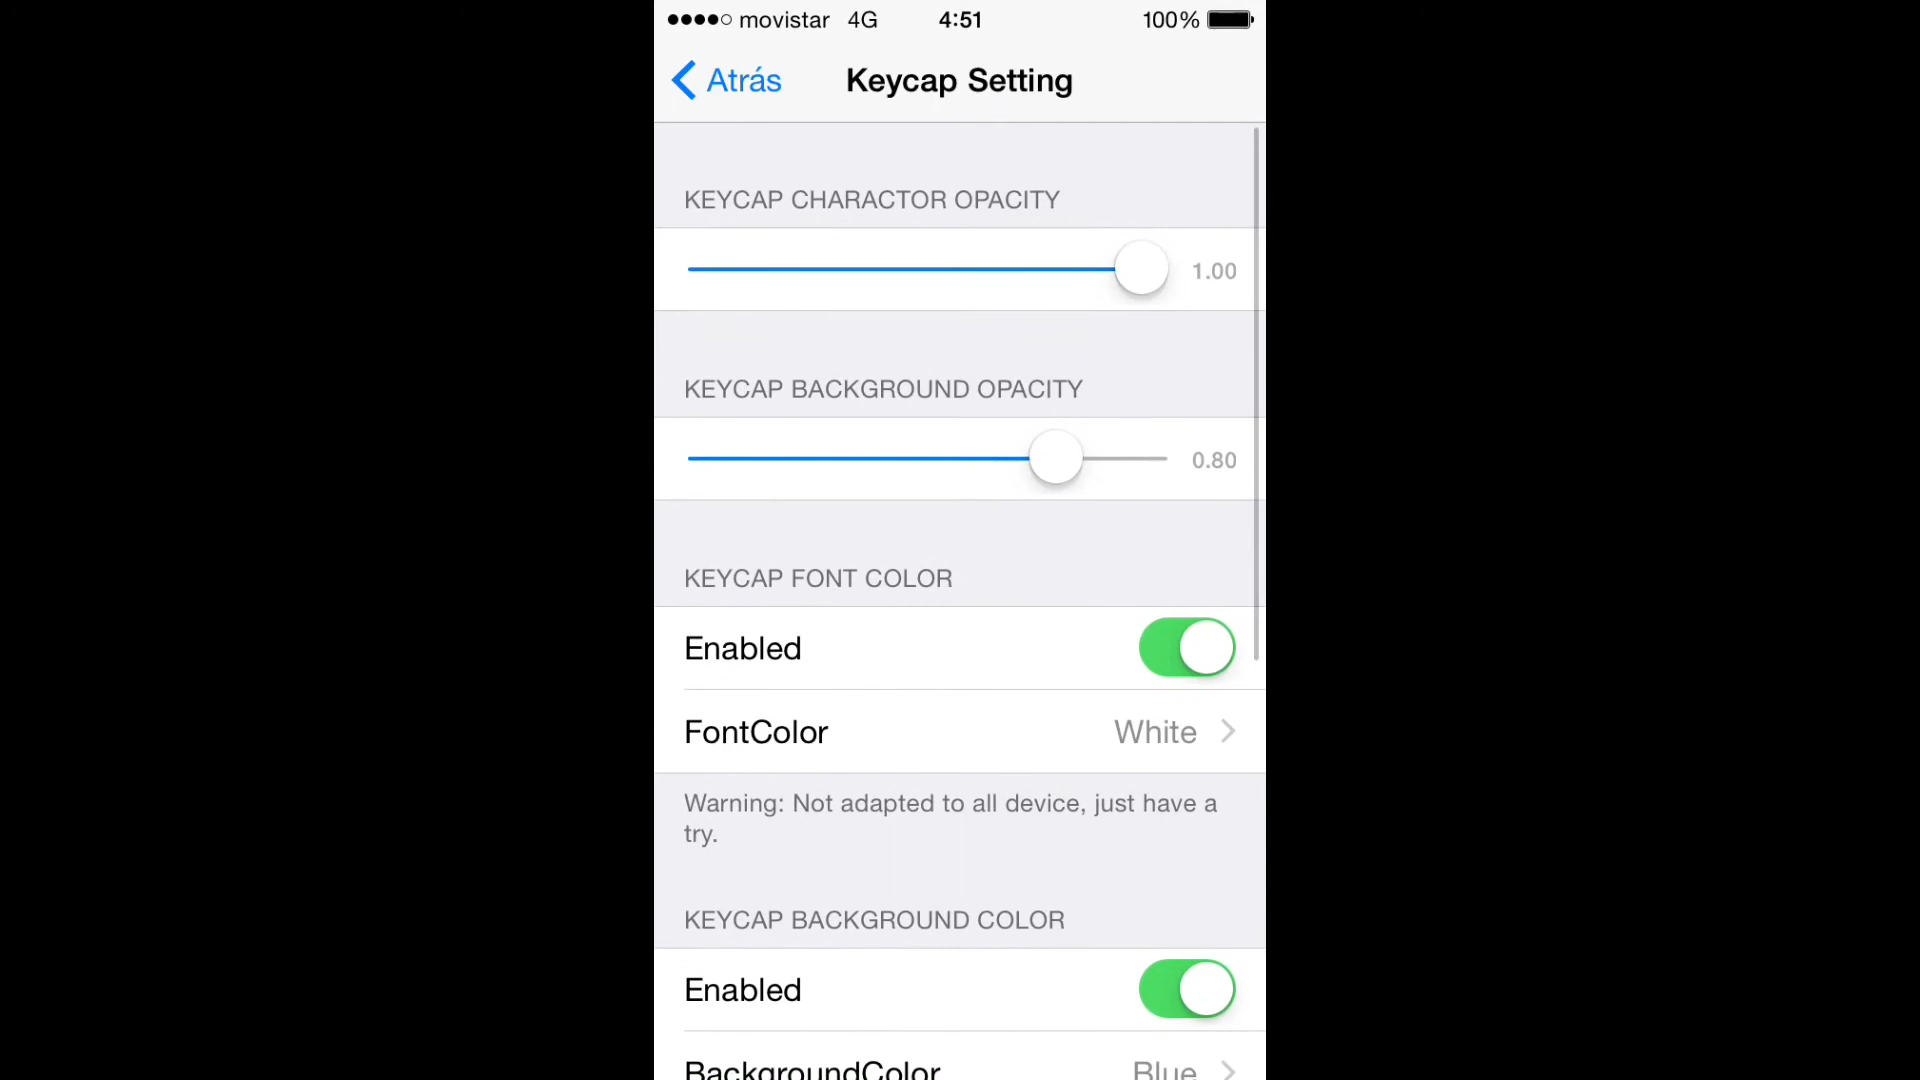 movistar 4G 4:51 100%
Atrás Keycap Setting
KEYCAP CHARACTOR OPACITY
1.00
KEYCAP BACKGROUND OPACITY
0.80
KEYCAP FONT COLOR
Enabled
FontColor White
Warning: Not adapted to all device, just have a
try.
KEYCAP BACKGROUND COLOR
Enabled
BackgroundColor Blue